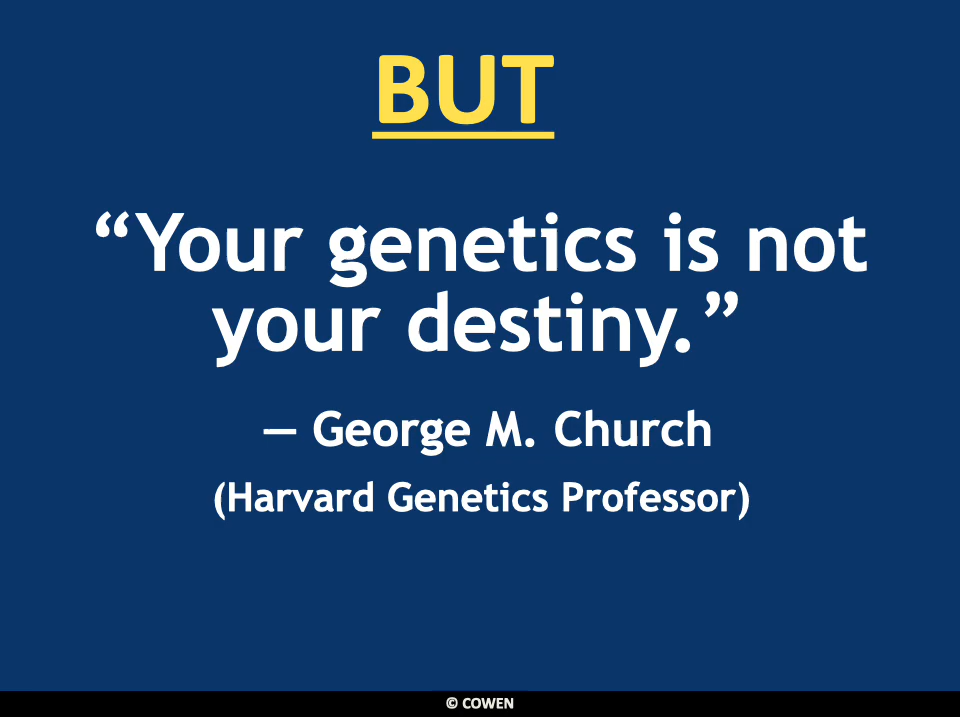 BUT
“Your genetics is not
your destiny.”
— George M. Church
(Harvard Genetics Professor)
© COWEN